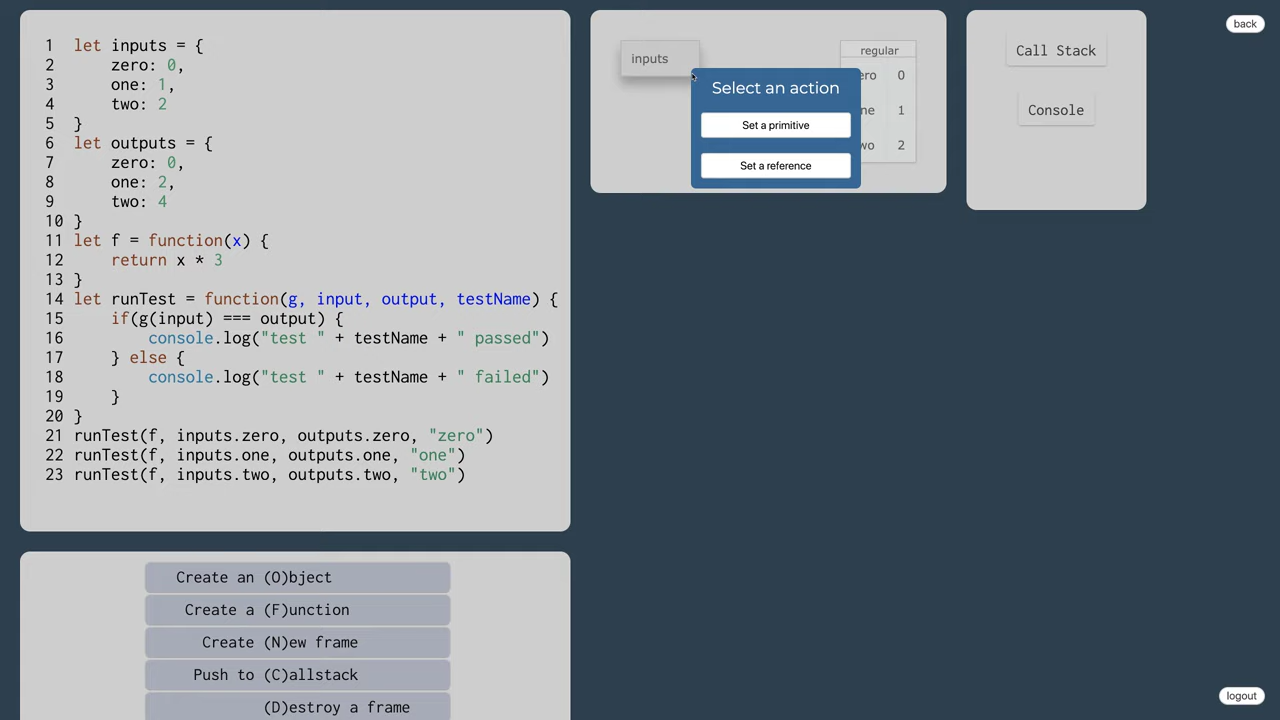 1 let inputs = {
2     zero: 0,
3     one: 1,
4     two: 2
5 }
6 let outputs = {
7     zero: 0,
8     one: 2,
9     two: 4
10 }
11 let f = function(x) {
12     return x * 3
13 }
14 let runTest = function(g, input, output, testName) {
15     if(g(input) === output) {
16         console.log("test " + testName + " passed")
17     } else {
18         console.log("test " + testName + " failed")
19     }
20 }
21 runTest(f, inputs.zero, outputs.zero, "zero")
22 runTest(f, inputs.one, outputs.one, "one")
23 runTest(f, inputs.two, outputs.two, "two")
Create an (O)bject
Create a (F)unction
Create (N)ew frame
Push to (C)allstack
(D)estroy a frame
inputs
regular
ero 0
ne 1
wo 2
Select an action
Set a primitive
Set a reference
Call Stack
Console
back
logout